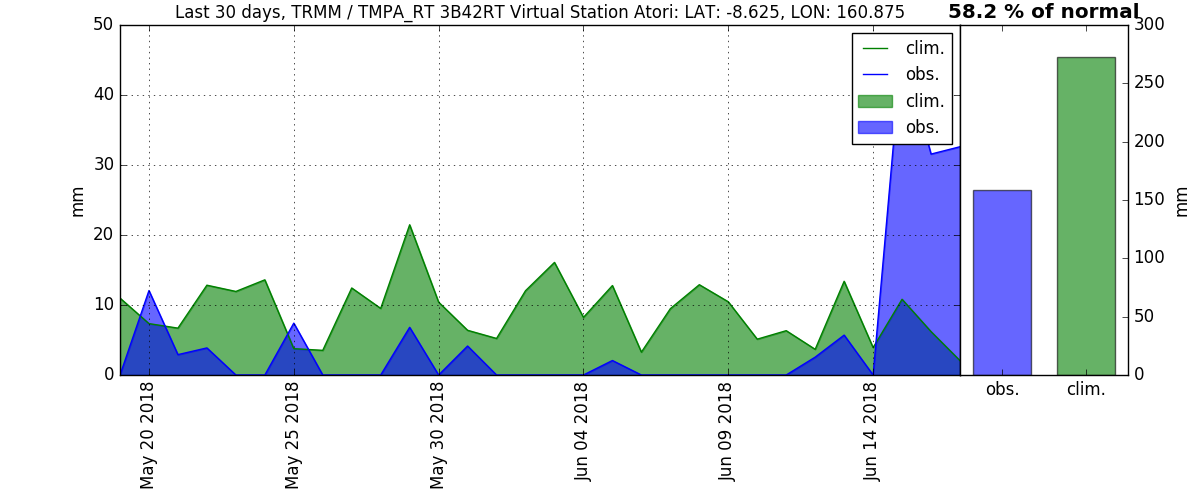 Last 30 days, TRMM / TMPA_RT 3B42RT Virtual Station Atori: LAT: -8.625, LON: 160.875
58.2 % of normal
mm
50
40
30
20
10
0
clim.
obs.
clim.
obs.
May 20 2018
May 25 2018
May 30 2018
Jun 04 2018
Jun 09 2018
Jun 14 2018
300
250
200
150
100
50
0
mm
obs.
clim.